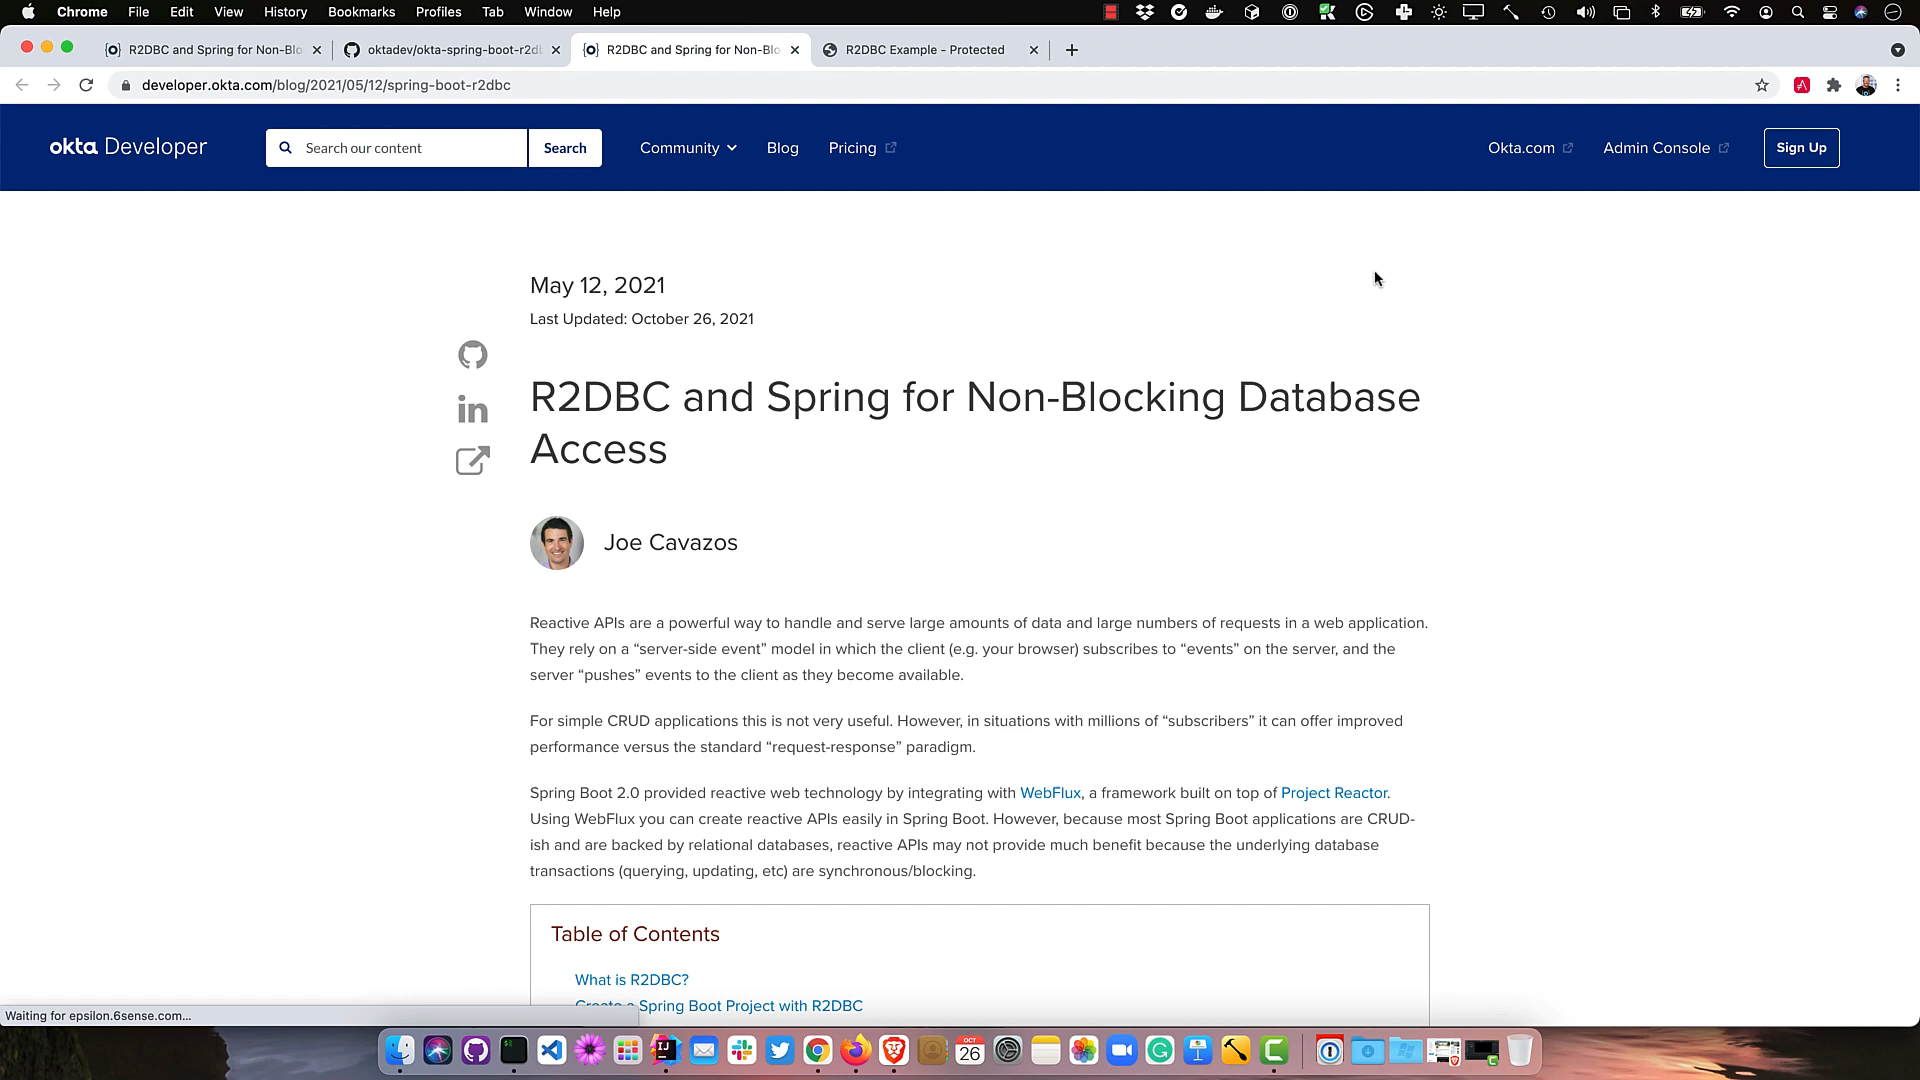 Chrome File Edit View History Bookmarks Profiles Tab Window Help
R2DBC and Spring for Non-Blo
oktadev/okta-spring-boot-r2db
R2DBC and Spring for Non-Blo
R2DBC Example - Protected
developer.okta.com/blog/2021/05/12/spring-boot-r2dbc
okta Developer
Search our content
Search
Community
Blog
Pricing
Okta.com
Admin Console
Sign Up
May 12, 2021
Last Updated: October 26, 2021
R2DBC and Spring for Non-Blocking Database
Access
Joe Cavazos
Reactive APIs are a powerful way to handle and serve large amounts of data and large numbers of requests in a web application.
They rely on a “server-side event” model in which the client (e.g. your browser) subscribes to “events” on the server, and the
server “pushes” events to the client as they become available.
For simple CRUD applications this is not very useful. However, in situations with millions of “subscribers” it can offer improved
performance versus the standard “request-response” paradigm.
Spring Boot 2.0 provided reactive web technology by integrating with WebFlux, a framework built on top of Project Reactor.
Using WebFlux you can create reactive APIs easily in Spring Boot. However, because most Spring Boot applications are CRUD-
ish and are backed by relational databases, reactive APIs may not provide much benefit because the underlying database
transactions (querying, updating, etc) are synchronous/blocking.
Table of Contents
What is R2DBC?
Create a Spring Boot Project with R2DBC
Waiting for epsilon.6sense.com...
OCT
26